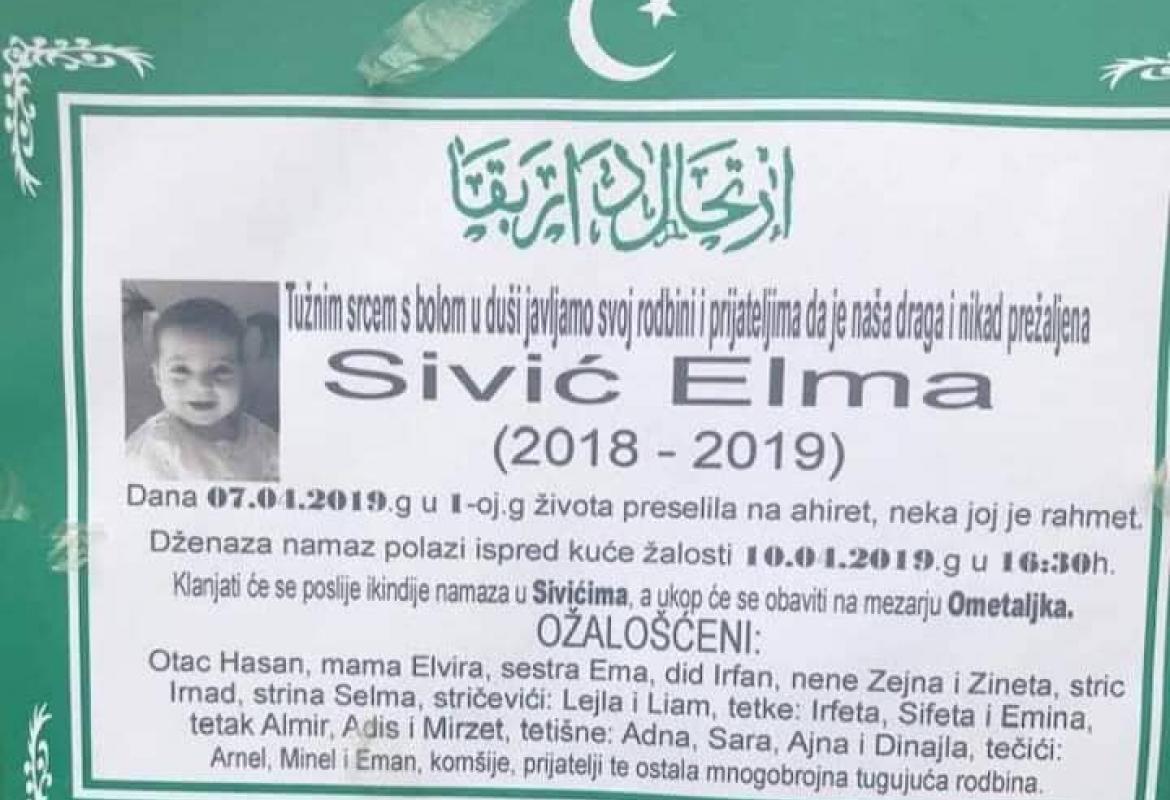 ارتحال دار بقا
Tužnim srcem s bolom u duši javljamo svoj rodbini i prijateljima da je naša draga i nikad prežaljena
Sivić Elma
(2018 - 2019)
Dana 07.04.2019.g u 1-oj.g života preselila na ahiret, neka joj je rahmet.
Dženaza namaz polazi ispred kuće žalosti 10.04.2019.g u 16:30h.
Klanjati će se poslije ikindije namaza u Sivićima, a ukop će se obaviti na mezarju Ometaljka.
OŽALOŠĆENI:
Otac Hasan, mama Elvira, sestra Ema, did Irfan, nene Zejna i Zineta, stric
Irnad, strina Selma, stričevići: Lejla i Liam, tetke: Irfeta, Sifeta i Emina,
tetak Almir, Adis i Mirzet, tetišne: Adna, Sara, Ajna i Dinajla, tečići:
Arnel, Minel i Eman, komšije, prijatelji te ostala mnogobrojna tugujuća rodbina.